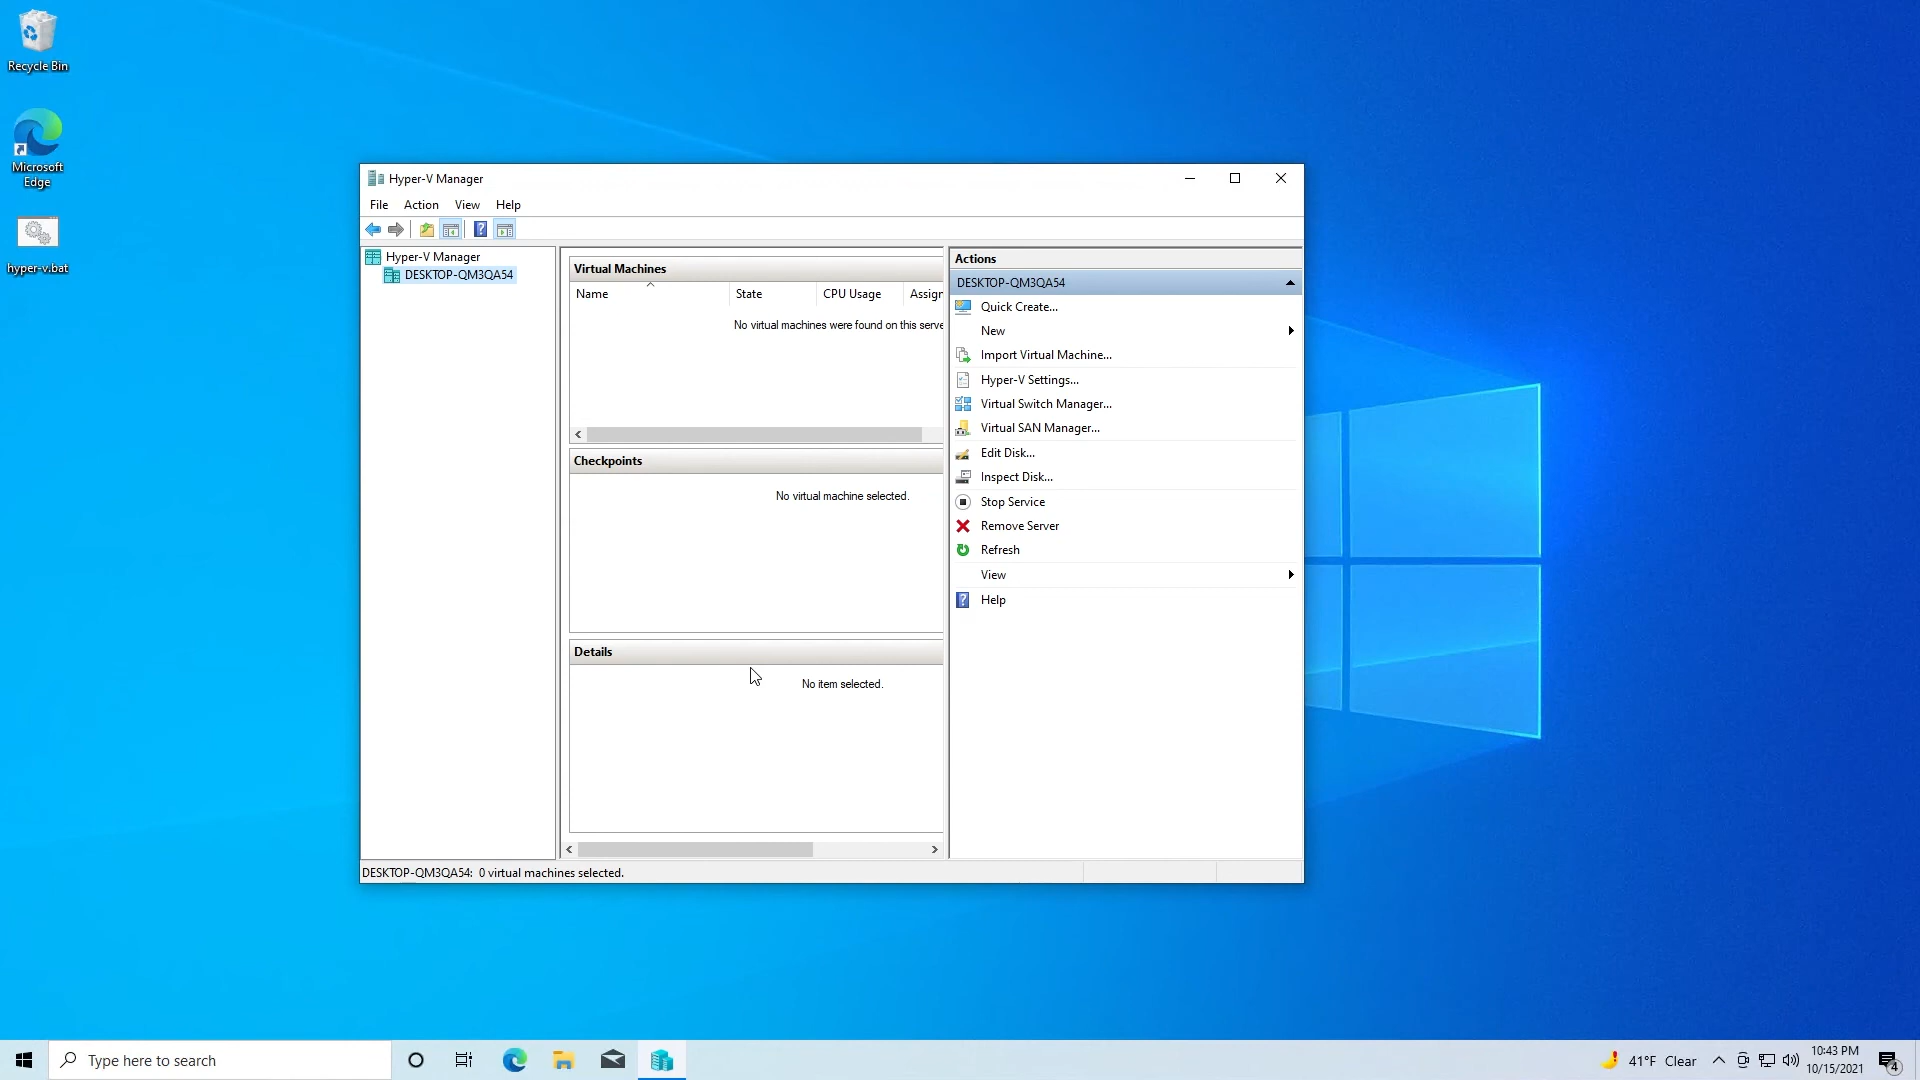 Recycle Bin
Microsoft
Edge
hyper-v.bat
Hyper-V Manager
File Action View Help
Hyper-V Manager
DESKTOP-QM3QA54
Virtual Machines
Name State CPU Usage Assign
No virtual machines were found on this serve
Checkpoints
No virtual machine selected.
Details
No item selected.
Actions
DESKTOP-QM3QA54
Quick Create...
New
Import Virtual Machine...
Hyper-V Settings...
Virtual Switch Manager...
Virtual SAN Manager...
Edit Disk...
Inspect Disk...
Stop Service
Remove Server
Refresh
View
Help
DESKTOP-QM3QA54: 0 virtual machines selected.
Type here to search
41°F Clear
10:43 PM
10/15/2021
4